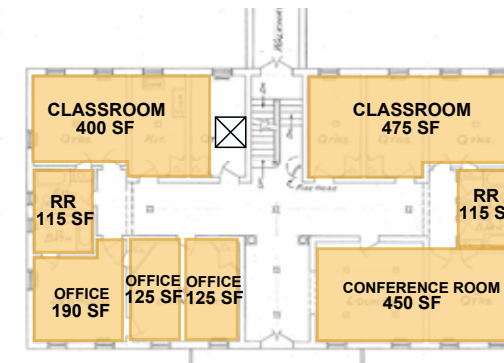 WALKWAY
CLASSROOM
400 SF
CLASSROOM
475 SF
RR
115 SF
RR
115 S
OFFICE
190 SF
OFFICE
125 SF
OFFICE
125 SF
CONFERENCE ROOM
450 SF